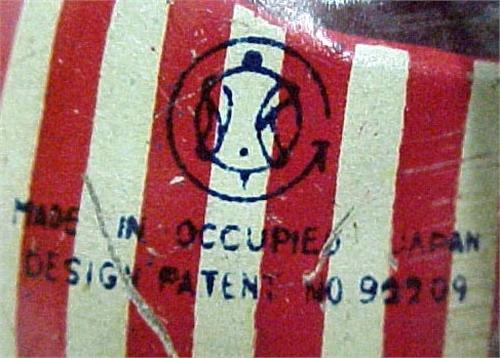 MADE IN OCCUPIED JAPAN
DESIGN PATENT NO 92209